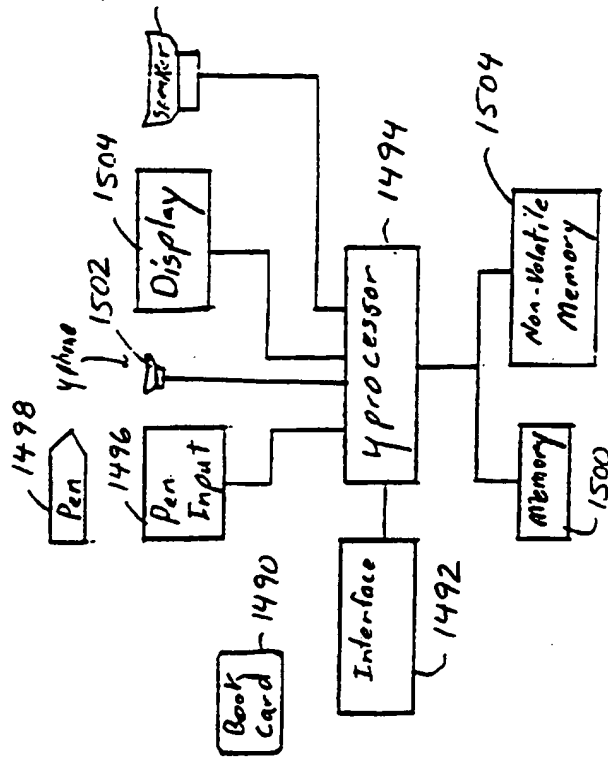 1498
Pen
μphone
1502
1504
Speaker
1496
Pen
Input
Display
1490
Book
Card
Interface
1492
μprocessor
1494
Memory
1500
Non-Volatile
Memory
1504